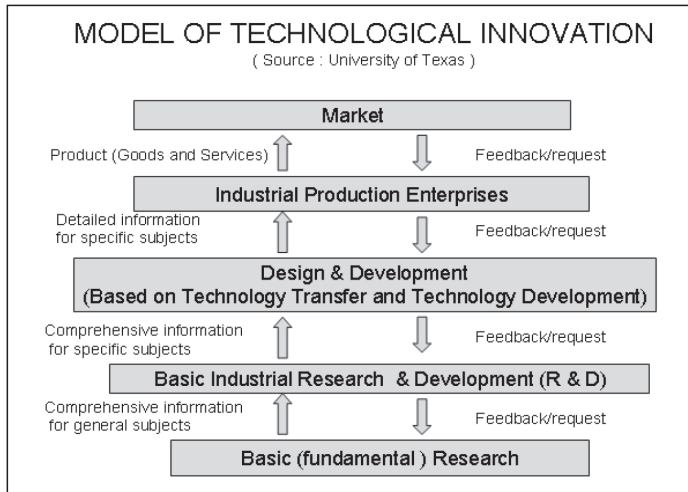 MODEL OF TECHNOLOGICAL INNOVATION
( Source : University of Texas )
Market
Product (Goods and Services)
Feedback/request
Industrial Production Enterprises
Detailed information
for specific subjects
Feedback/request
Design & Development
(Based on Technology Transfer and Technology Development)
Comprehensive information
for specific subjects
Feedback/request
Basic Industrial Research & Development (R & D)
Comprehensive information
for general subjects
Feedback/request
Basic (fundamental ) Research